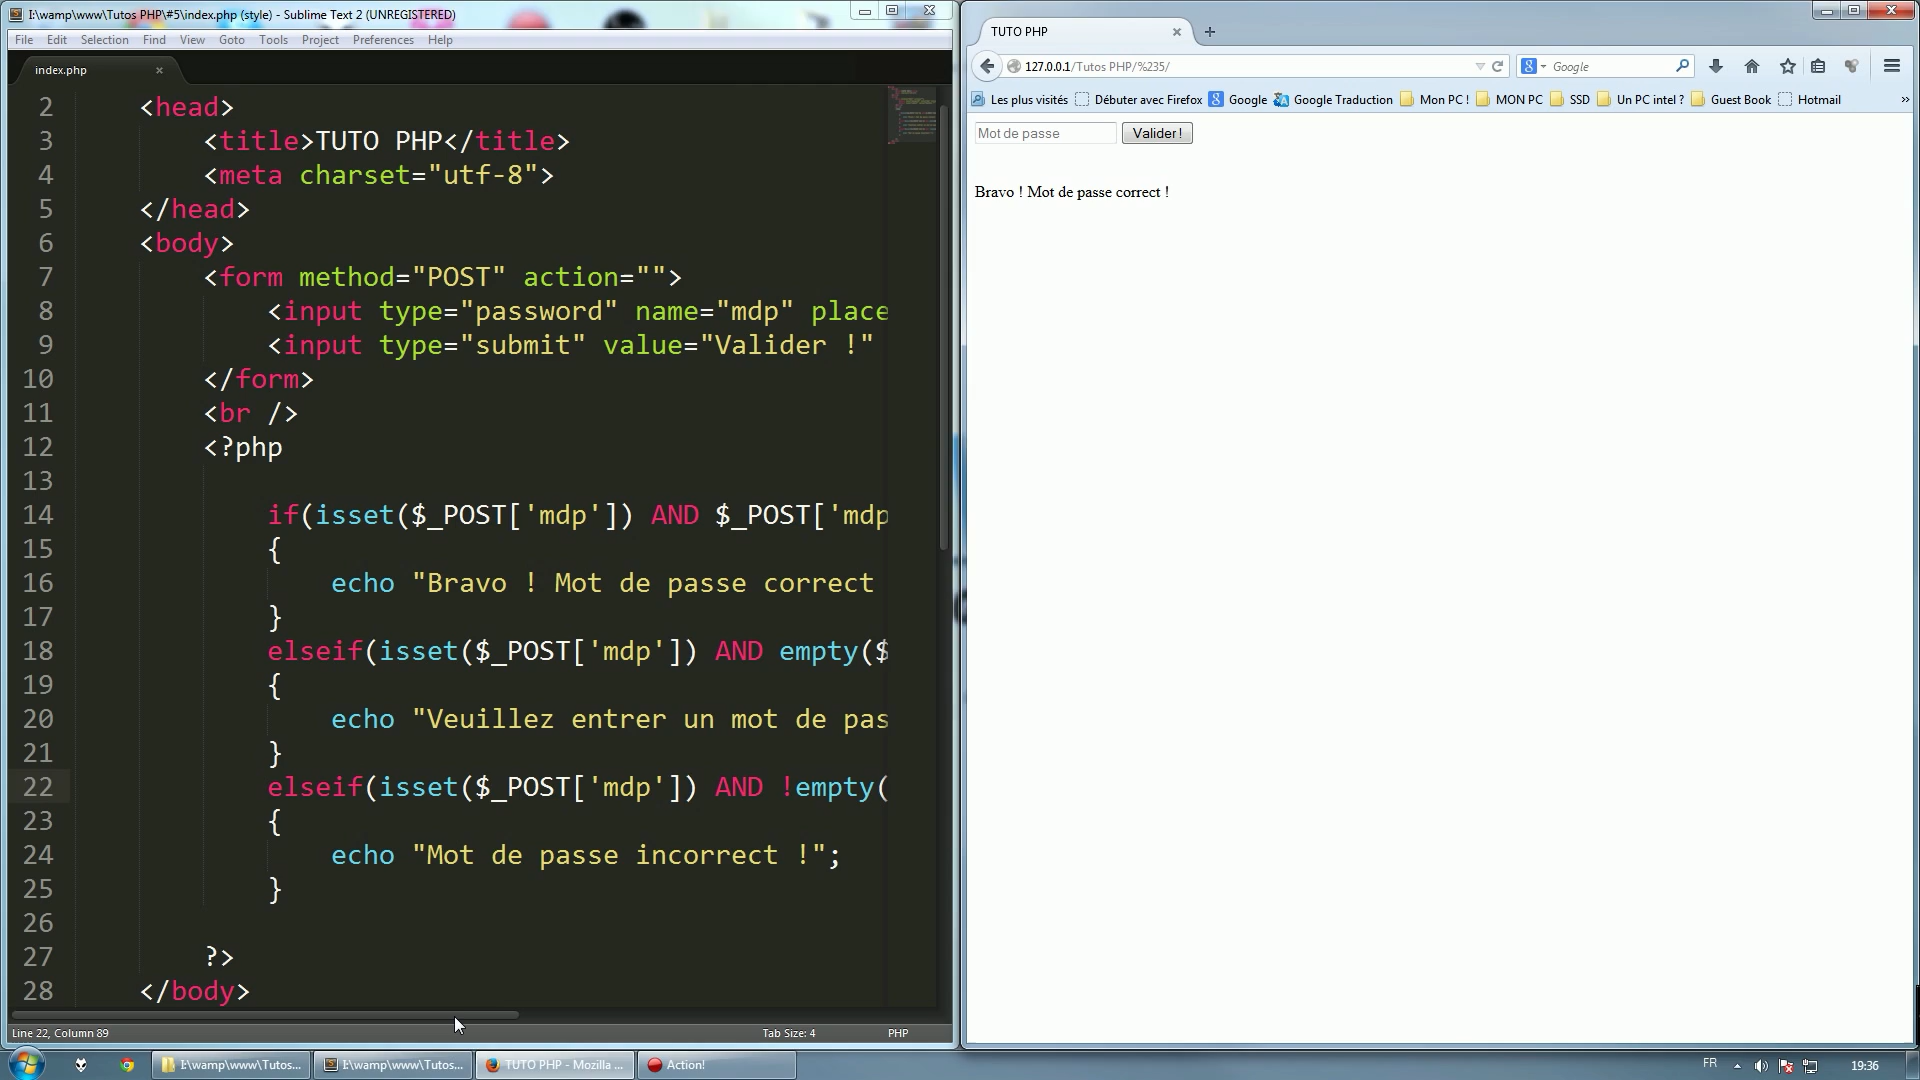 I:\wamp\www\Tutos PHP\#5\index.php (style) - Sublime Text 2 (UNREGISTERED)
File Edit Selection Find View Goto Tools Project Preferences Help
index.php
2 <head>
3 <title>TUTO PHP</title>
4 <meta charset="utf-8">
5 </head>
6 <body>
7 <form method="POST" action="">
8 <input type="password" name="mdp" place
9 <input type="submit" value="Valider !"
10 </form>
11 <br />
12 <?php
13
14 if(isset($_POST['mdp']) AND $_POST['mdp
15 {
16 echo "Bravo ! Mot de passe correct
17 }
18 elseif(isset($_POST['mdp']) AND empty($
19 {
20 echo "Veuillez entrer un mot de pas
21 }
22 elseif(isset($_POST['mdp']) AND !empty(
23 {
24 echo "Mot de passe incorrect !";
25 }
26
27 ?>
28 </body>
Line 22, Column 89
Tab Size: 4 PHP
TUTO PHP
127.0.0.1/Tutos PHP/%235/
Google
Les plus visités Débuter avec Firefox Google Google Traduction Mon PC ! MON PC SSD Un PC intel ? Guest Book Hotmail »
Mot de passe Valider !
Bravo ! Mot de passe correct !
I:\wamp\www\Tutos... I:\wamp\www\Tutos... TUTO PHP - Mozilla ... Action!
FR 19:36